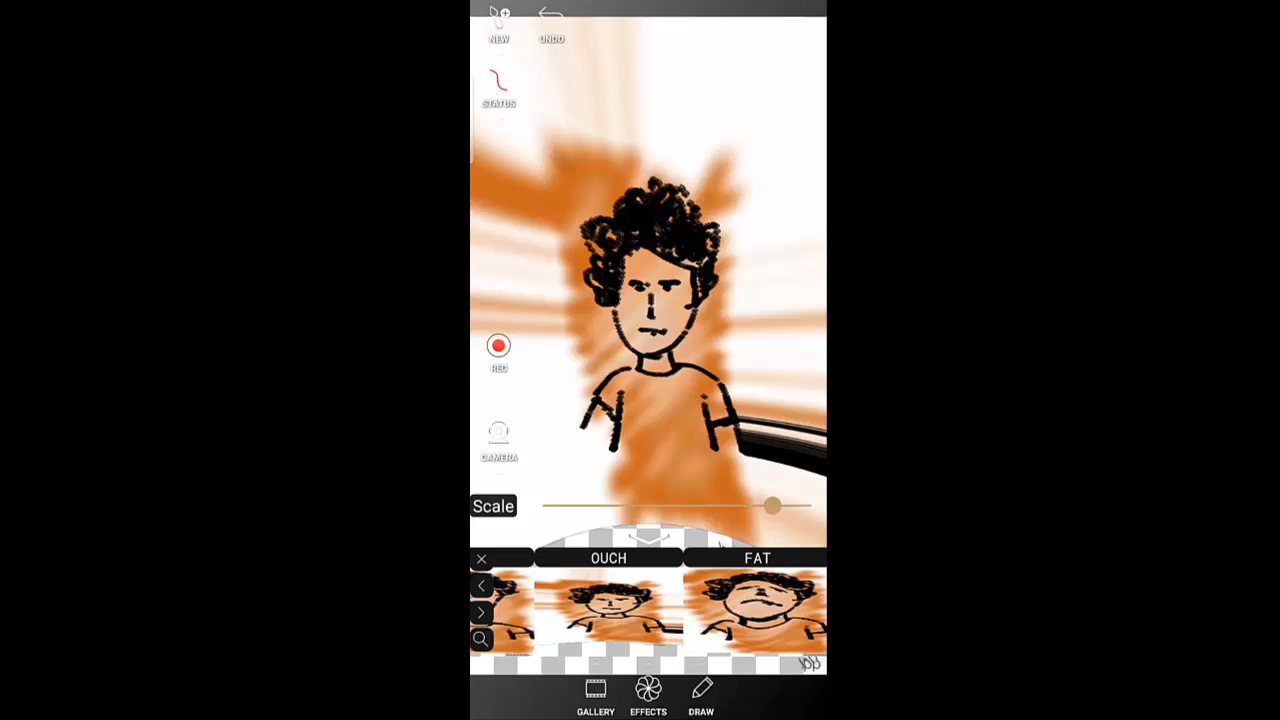 NEW UNDO
STATUS
REC
CAMERA
Scale
OUCH FAT
GALLERY EFFECTS DRAW